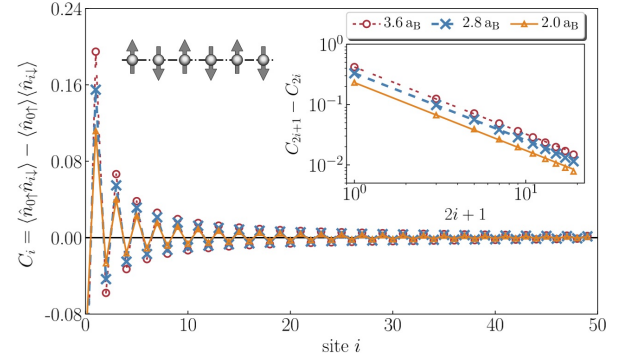 3.6 a_B 2.8 a_B 2.0 a_B
0.24
0.16
0.08
0.00
-0.08
C_i = ⟨n̂_{0↑} n̂_{i↓}⟩ − ⟨n̂_{0↑}⟩⟨n̂_{i↓}⟩
10^0
10^{-1}
10^{-2}
C_{2i+1} − C_{2i}
10^0 10^1
2i + 1
0 10 20 30 40 50
site i